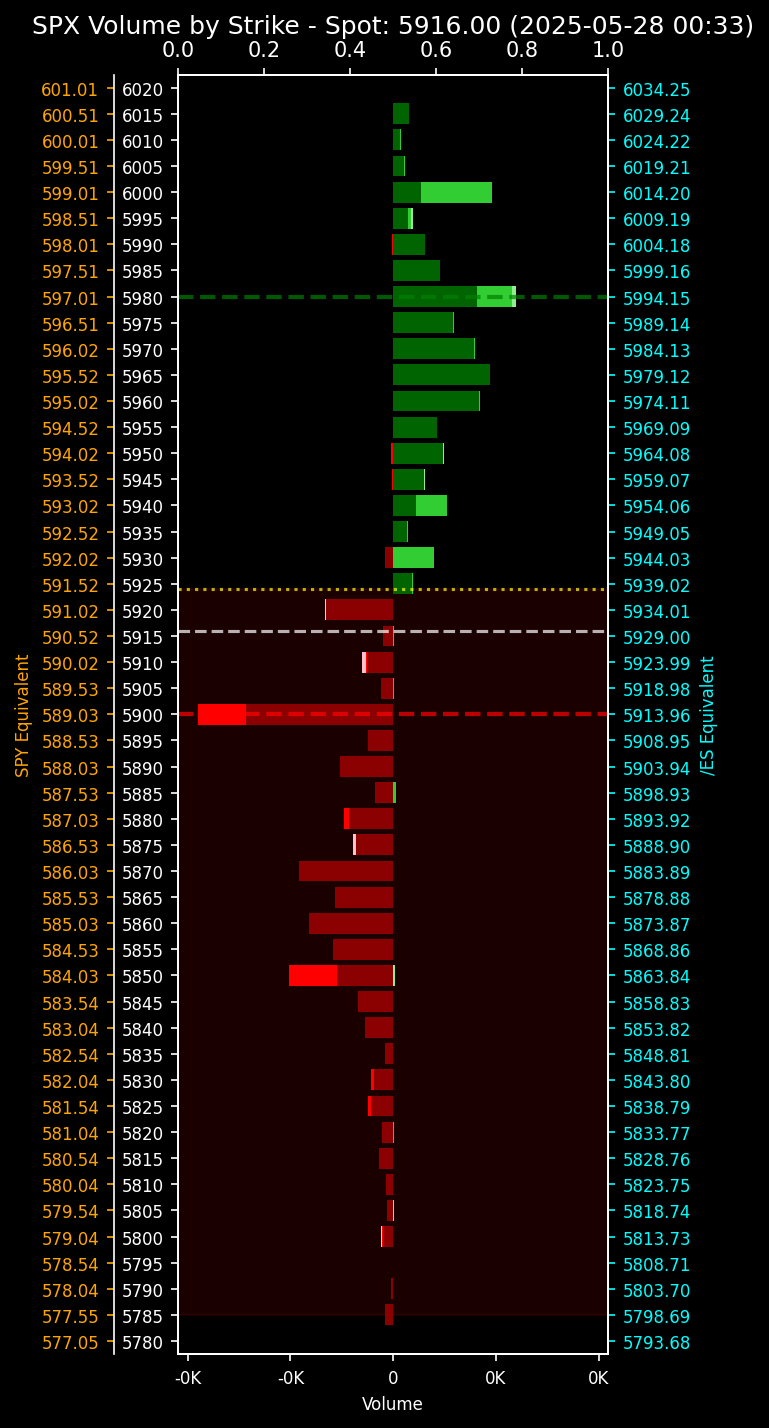 SPX Volume by Strike - Spot: 5916.00 (2025-05-28 00:33)
0.0 0.2 0.4 0.6 0.8 1.0
601.01 6020 6034.25
600.51 6015 6029.24
600.01 6010 6024.22
599.51 6005 6019.21
599.01 6000 6014.20
598.51 5995 6009.19
598.01 5990 6004.18
597.51 5985 5999.16
597.01 5980 5994.15
596.51 5975 5989.14
596.02 5970 5984.13
595.52 5965 5979.12
595.02 5960 5974.11
594.52 5955 5969.09
594.02 5950 5964.08
593.52 5945 5959.07
593.02 5940 5954.06
592.52 5935 5949.05
592.02 5930 5944.03
591.52 5925 5939.02
591.02 5920 5934.01
590.52 5915 5929.00
590.02 5910 5923.99
589.53 5905 5918.98
589.03 5900 5913.96
588.53 5895 5908.95
588.03 5890 5903.94
587.53 5885 5898.93
587.03 5880 5893.92
586.53 5875 5888.90
586.03 5870 5883.89
585.53 5865 5878.88
585.03 5860 5873.87
584.53 5855 5868.86
584.03 5850 5863.84
583.54 5845 5858.83
583.04 5840 5853.82
582.54 5835 5848.81
582.04 5830 5843.80
581.54 5825 5838.79
581.04 5820 5833.77
580.54 5815 5828.76
580.04 5810 5823.75
579.54 5805 5818.74
579.04 5800 5813.73
578.54 5795 5808.71
578.04 5790 5803.70
577.55 5785 5798.69
577.05 5780 5793.68
SPY Equivalent
/ES Equivalent
-0K -0K 0 0K 0K
Volume